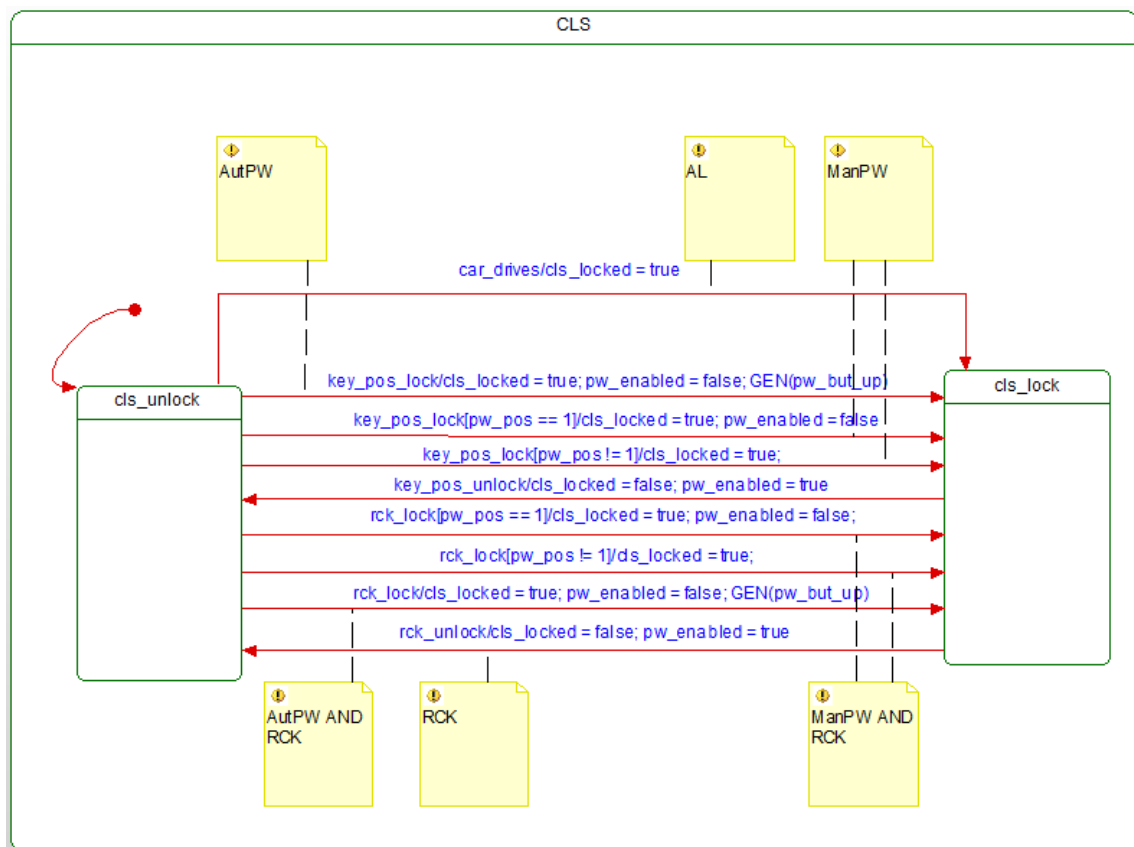 CLS
AutPW
AL
ManPW
car_drives/cls_locked = true
key_pos_lock/cls_locked = true; pw_enabled = false; GEN(pw_but_up)
cls_unlock
cls_lock
key_pos_lock[pw_pos == 1]/cls_locked = true; pw_enabled = false
key_pos_lock[pw_pos != 1]/cls_locked = true;
key_pos_unlock/cls_locked = false; pw_enabled = true
rck_lock[pw_pos == 1]/cls_locked = true; pw_enabled = false;
rck_lock[pw_pos != 1]/cls_locked = true;
rck_lock/cls_locked = true; pw_enabled = false; GEN(pw_but_up)
rck_unlock/cls_locked = false; pw_enabled = true
AutPW AND
RCK
RCK
ManPW AND
RCK